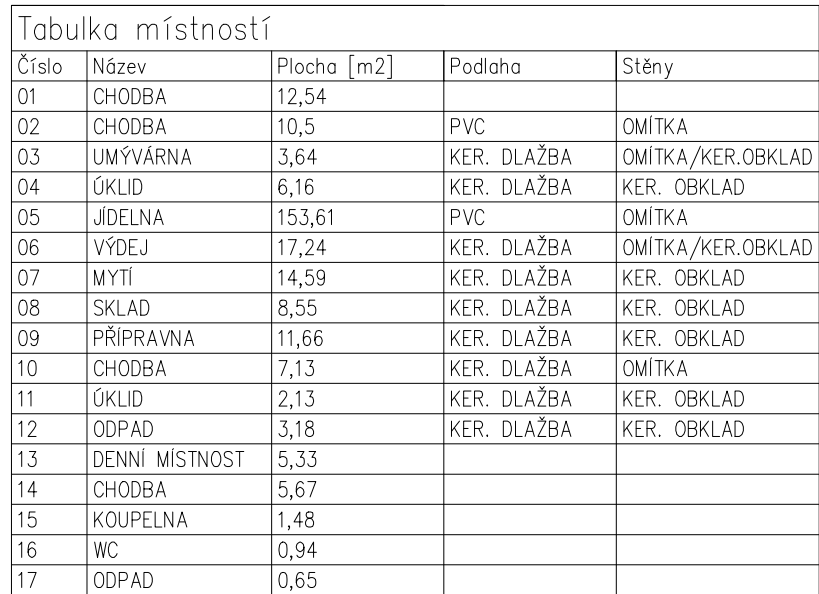 Tabulka místností
Číslo Název Plocha [m2] Podlaha Stěny
01 CHODBA 12,54
02 CHODBA 10,5 PVC OMÍTKA
03 UMÝVÁRNA 3,64 KER. DLAŽBA OMÍTKA/KER.OBKLAD
04 ÚKLID 6,16 KER. DLAŽBA KER. OBKLAD
05 JÍDELNA 153,61 PVC OMÍTKA
06 VÝDEJ 17,24 KER. DLAŽBA OMÍTKA/KER.OBKLAD
07 MYTÍ 14,59 KER. DLAŽBA KER. OBKLAD
08 SKLAD 8,55 KER. DLAŽBA KER. OBKLAD
09 PŘÍPRAVNA 11,66 KER. DLAŽBA KER. OBKLAD
10 CHODBA 7,13 KER. DLAŽBA OMÍTKA
11 ÚKLID 2,13 KER. DLAŽBA KER. OBKLAD
12 ODPAD 3,18 KER. DLAŽBA KER. OBKLAD
13 DENNÍ MÍSTNOST 5,33
14 CHODBA 5,67
15 KOUPELNA 1,48
16 WC 0,94
17 ODPAD 0,65